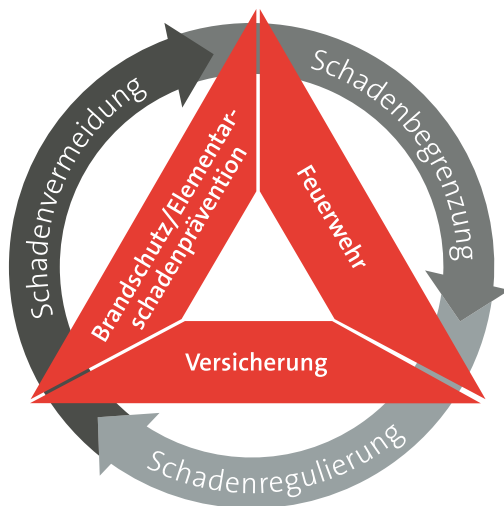 Schadenvermeidung
Schadenbegrenzung
Brandschutz/Elementar-
schadenprävention
Feuerwehr
Versicherung
Schadenregulierung